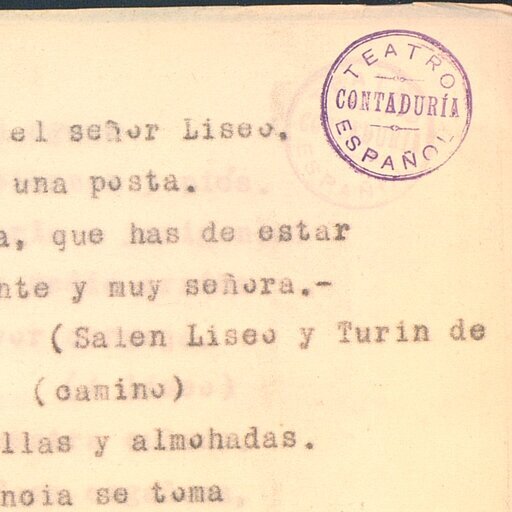 TEATRO
CONTADURÍA
ESPAÑOL
el señor Liseo.
una posta.
a, que has de estar
nte y muy señora.-
(Salen Liseo y Turin de
(camino)
llas y almohadas.
ncia se toma